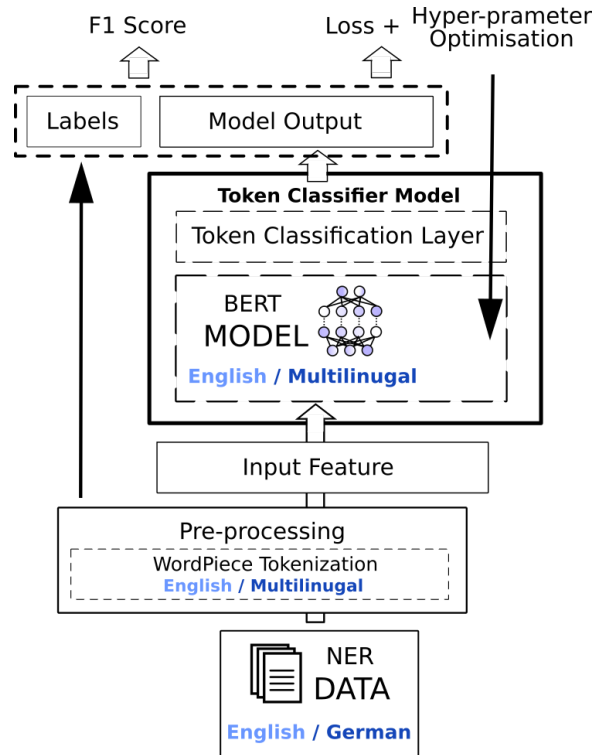 F1 Score
Loss +
Hyper-prameter
Optimisation
Labels
Model Output
Token Classifier Model
Token Classification Layer
BERT
MODEL
English / Multilinugal
Input Feature
Pre-processing
WordPiece Tokenization
English / Multilinugal
NER
DATA
English / German